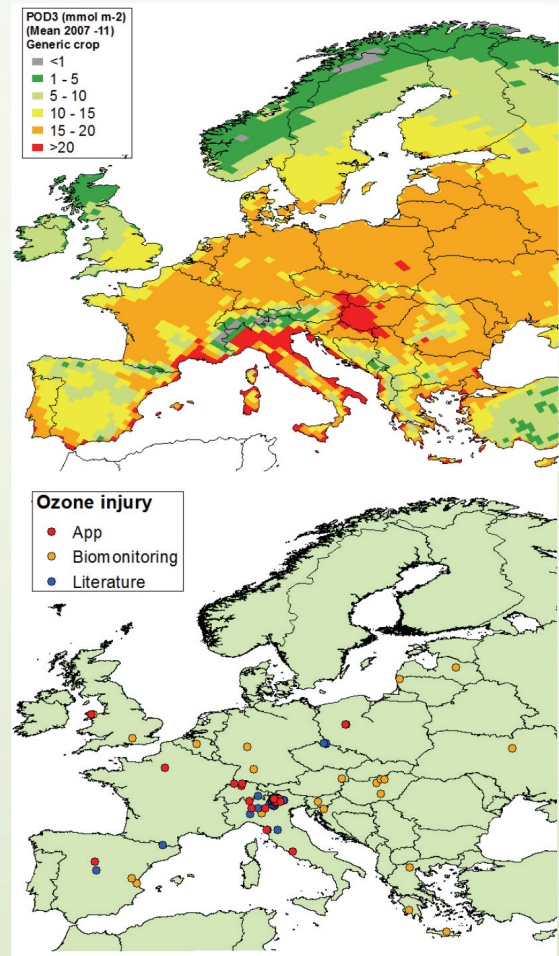 POD3 (mmol m-2)
(Mean 2007 -11)
Generic crop
<1
1 - 5
5 - 10
10 - 15
15 - 20
>20
Ozone injury
App
Biomonitoring
Literature